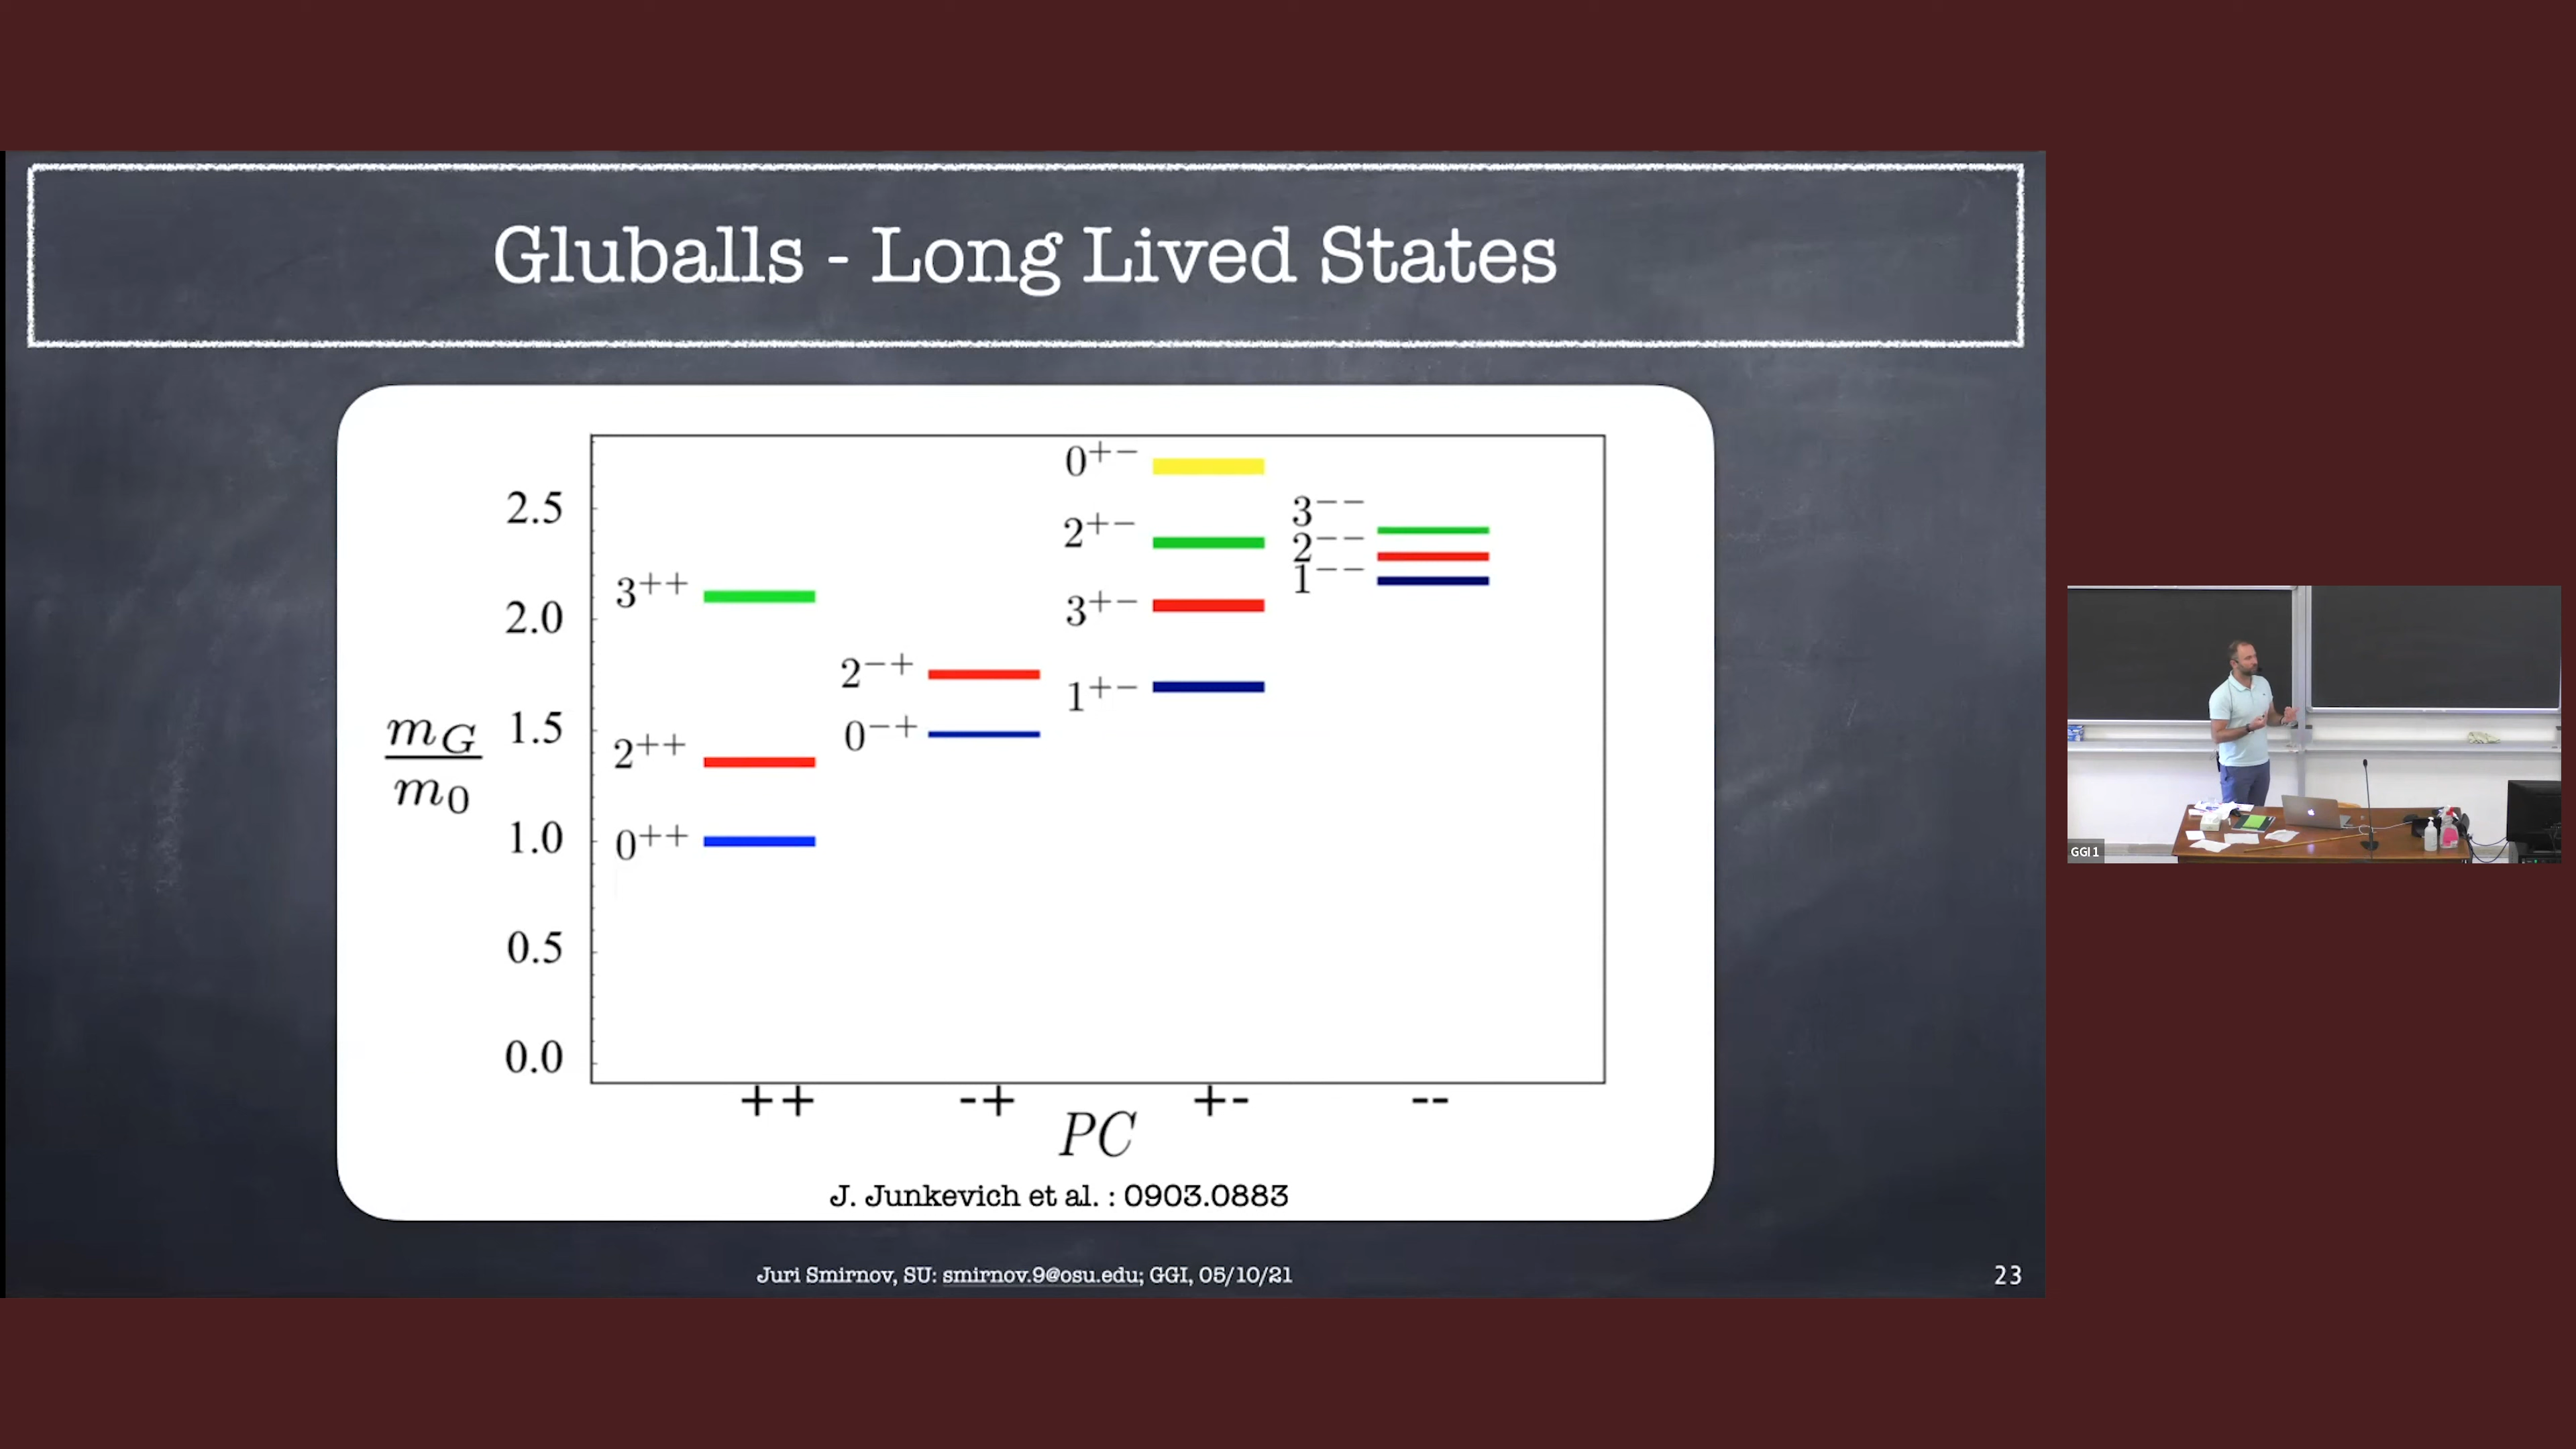 Gluballs - Long Lived States
0⁺⁻
2.5
3⁻⁻
2⁺⁻
2⁻⁻
1⁻⁻
3⁺⁺
2.0
3⁺⁻
2⁻⁺
1⁺⁻
m_G
m_0
1.5
0⁻⁺
2⁺⁺
1.0
0⁺⁺
0.5
0.0
++ -+ +- --
PC
J. Junkevich et al. : 0903.0883
Juri Smirnov, SU: smirnov.9@osu.edu; GGI, 05/10/21
23
GGI 1